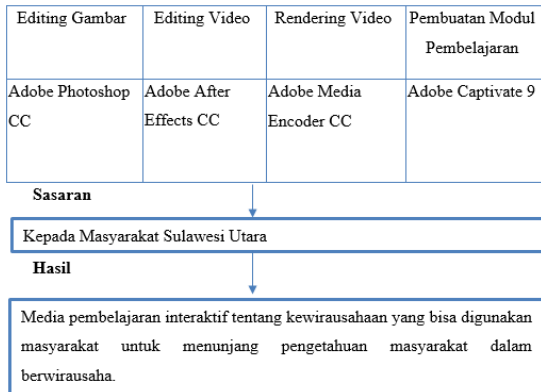 Editing Gambar
Editing Video
Rendering Video
Pembuatan Modul
Pembelajaran
Adobe Photoshop
CC
Adobe After
Effects CC
Adobe Media
Encoder CC
Adobe Captivate 9
Sasaran
Kepada Masyarakat Sulawesi Utara
Hasil
Media pembelajaran interaktif tentang kewirausahaan yang bisa digunakan
masyarakat untuk menunjang pengetahuan masyarakat dalam
berwirausaha.